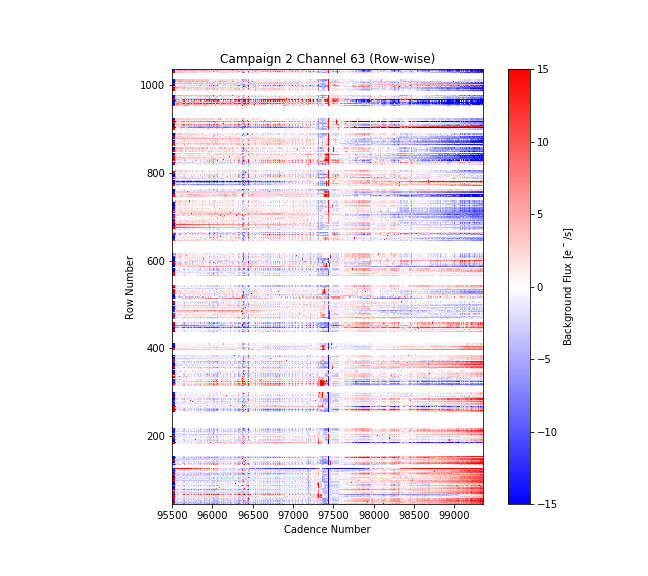 Campaign 2 Channel 63 (Row-wise)
1000
800
600
400
200
Row Number
95500 96000 96500 97000 97500 98000 98500 99000
Cadence Number
15
10
5
0
−5
−10
−15
Background Flux [e⁻/s]